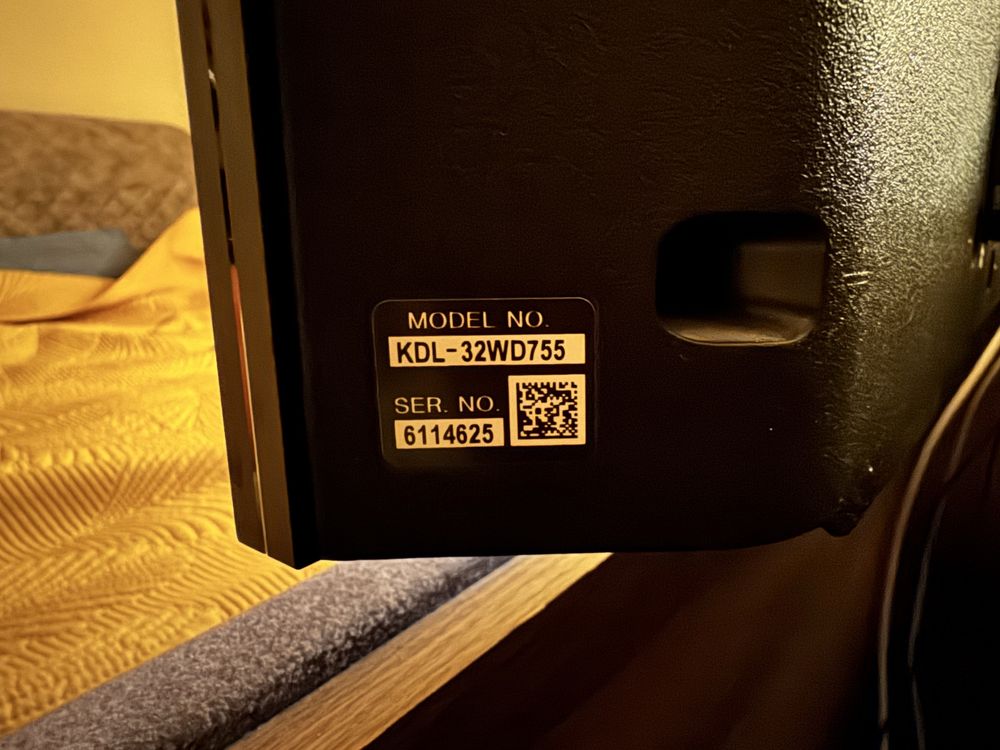 MODEL NO.
KDL-32WD755
SER. NO.
6114625